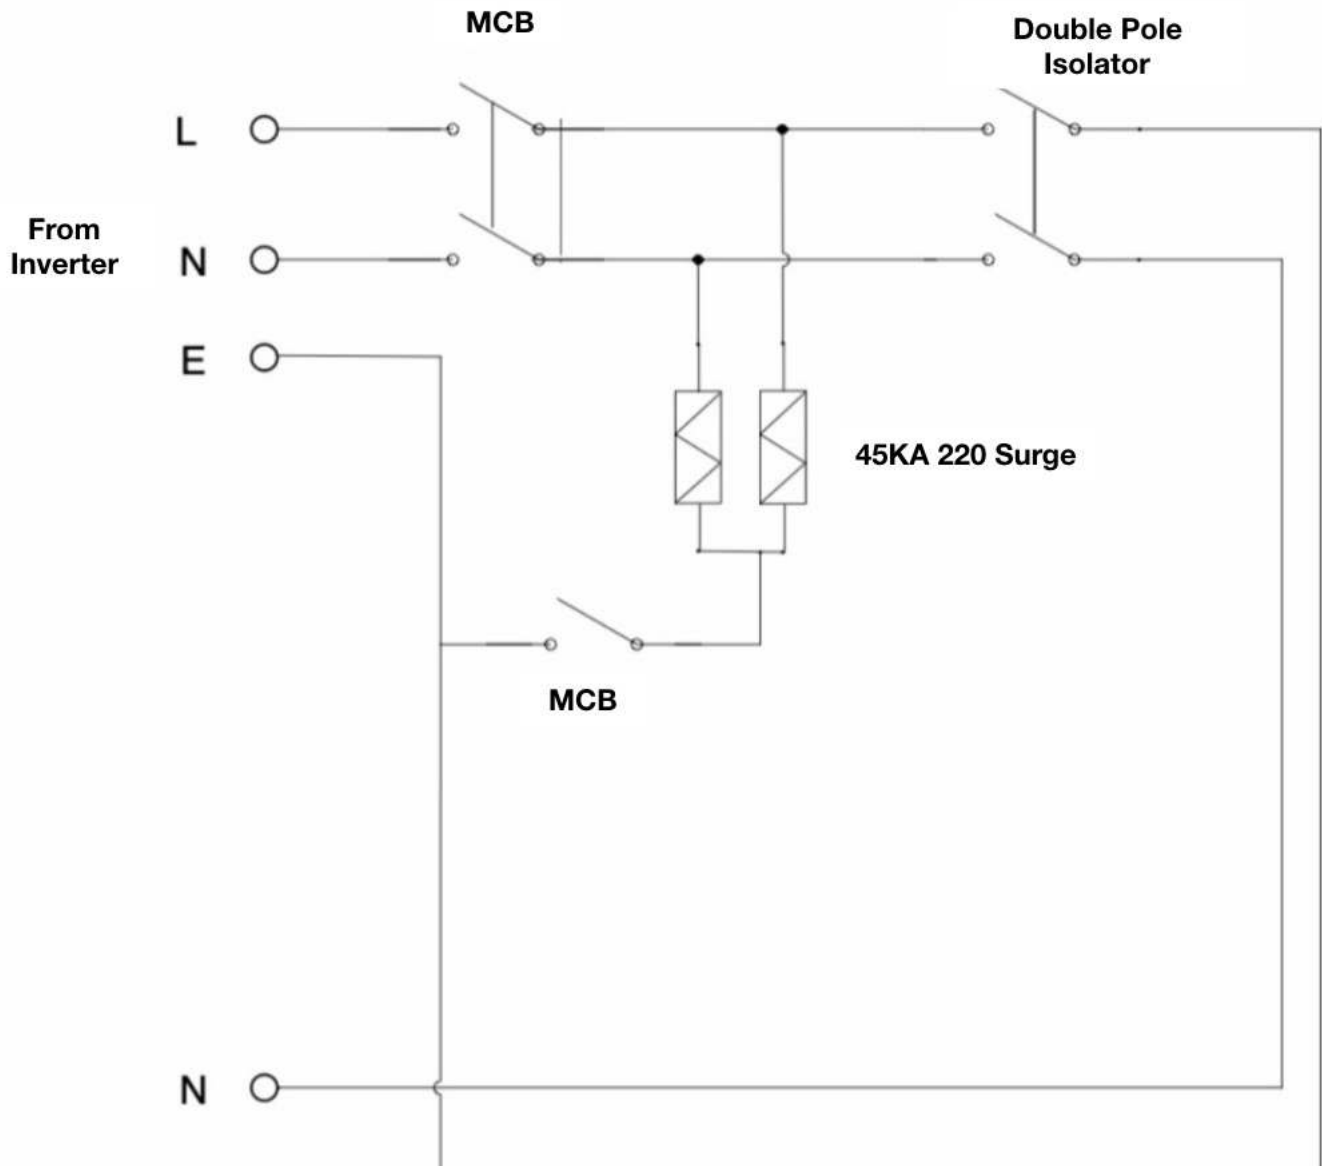 MCB
Double Pole
Isolator
L
From
Inverter
N
E
45KA 220 Surge
MCB
N